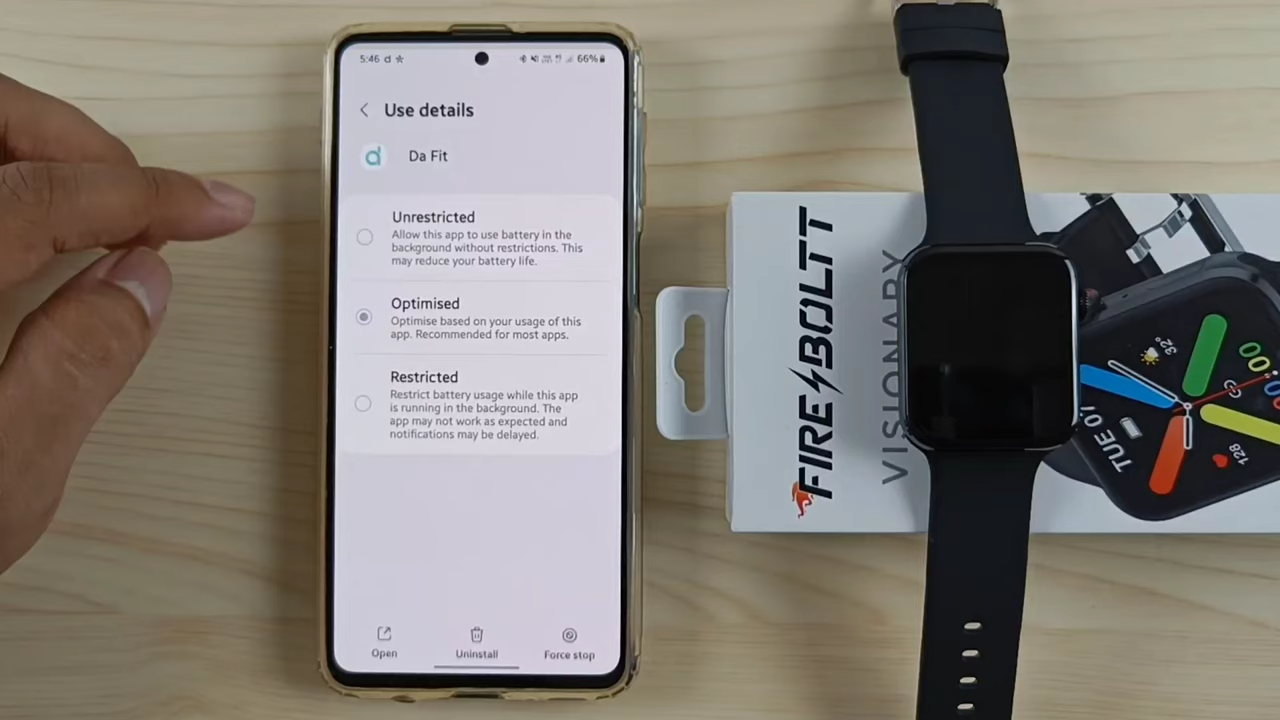 5:46 d
66%
Use details
Da Fit
Unrestricted
Allow this app to use battery in the
background without restrictions. This
may reduce your battery life.
Optimised
Optimise based on your usage of this
app. Recommended for most apps.
Restricted
Restrict battery usage while this app
is running in the background. The
app may not work as expected and
notifications may be delayed.
Open
Uninstall
Force stop
FIRE BOLTT
VISIONARY
32°
TUE 07
128